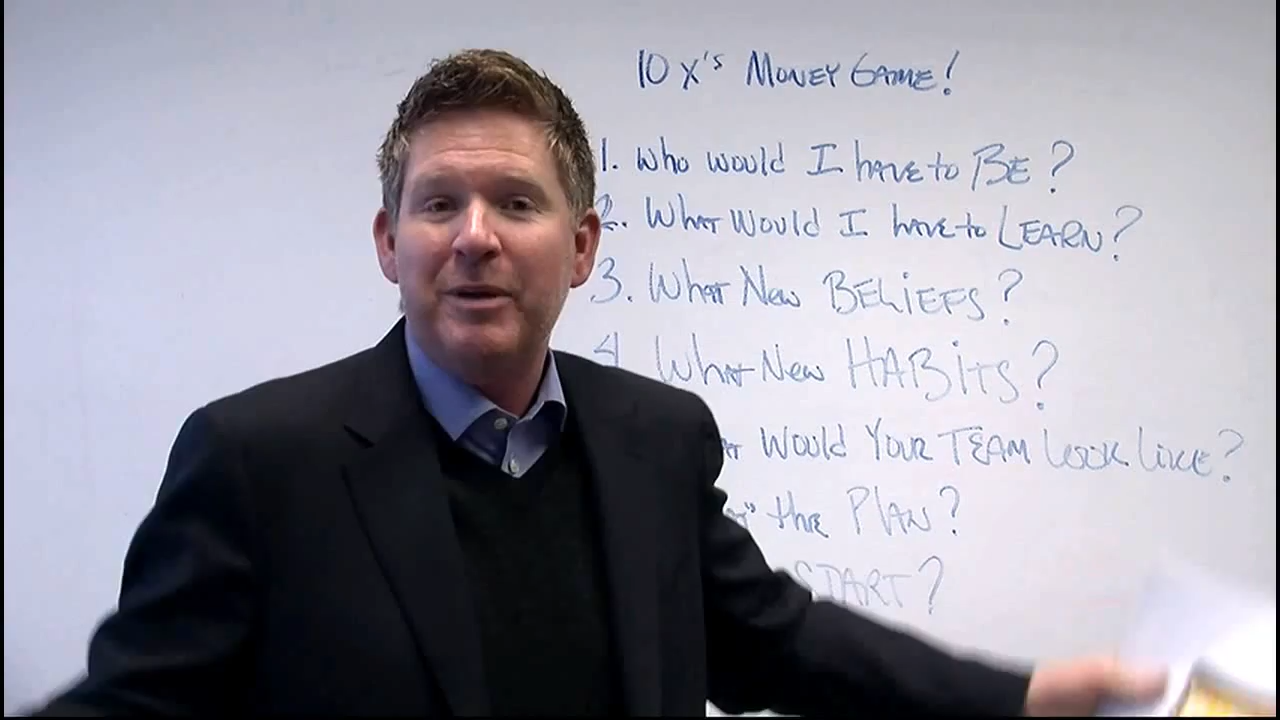 10 X's MONEY GAME!
1. WHO WOULD I have to BE?
2. WHAT WOULD I have to LEARN?
3. WHAT NEW BELIEFS?
4. WHAT NEW HABITS?
WOULD YOUR TEAM LOOK LIKE?
the PLAN?
START?